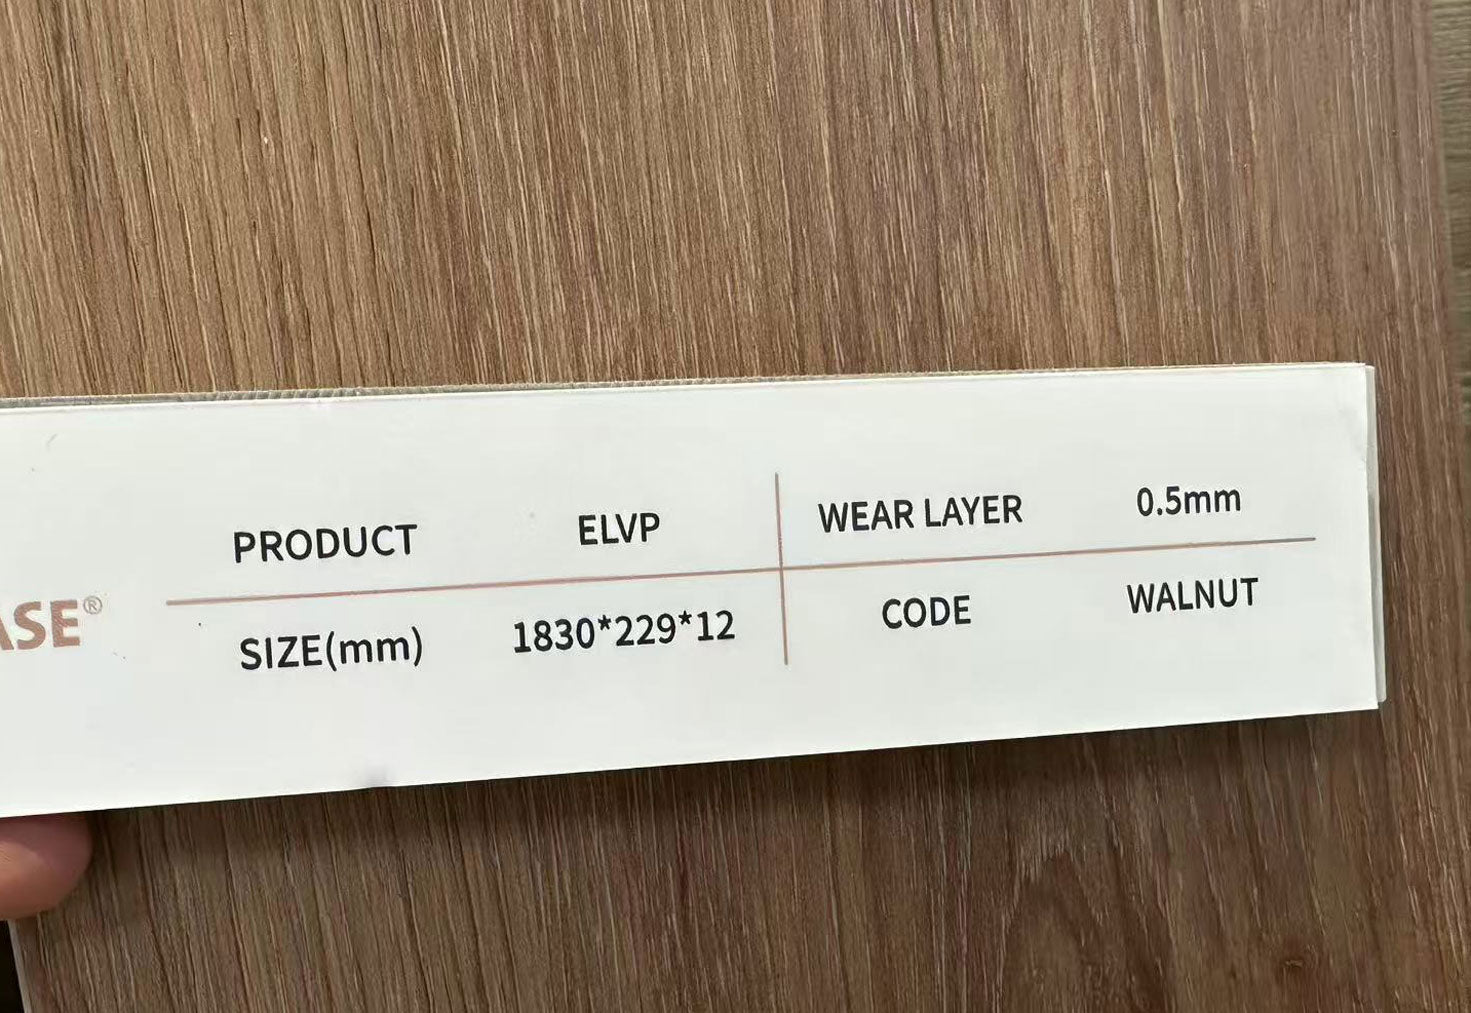 PRODUCT ELVP WEAR LAYER 0.5mm
ASE®
SIZE(mm) 1830*229*12 CODE WALNUT